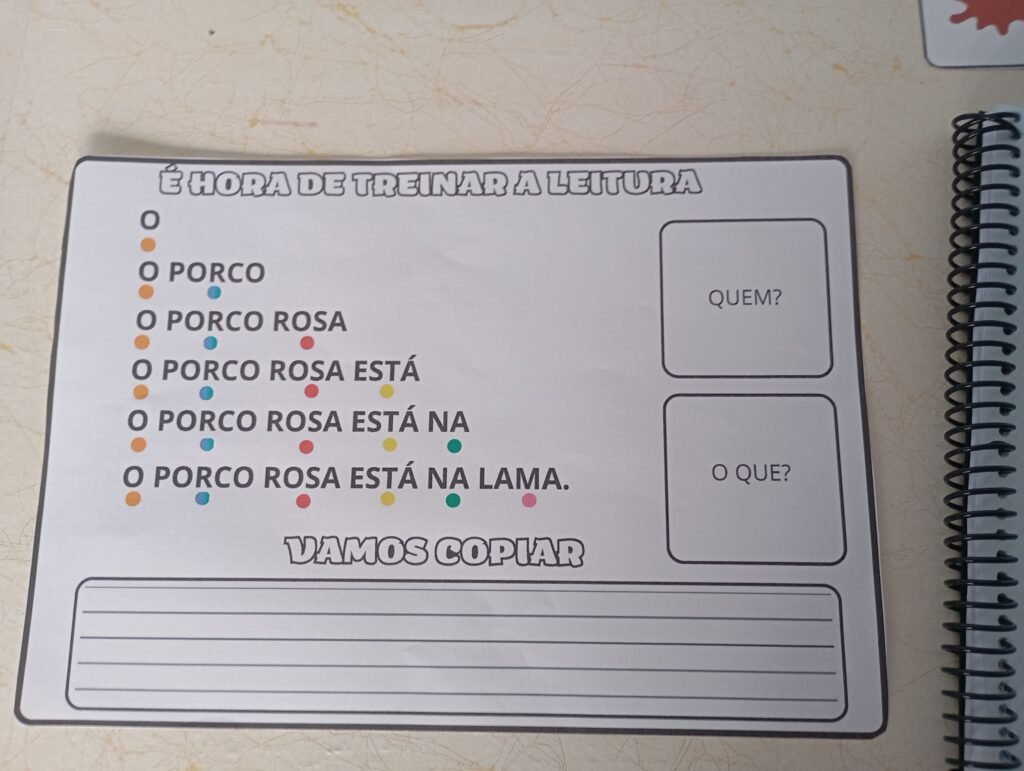 É HORA DE TREINAR A LEITURA
O
O PORCO
O PORCO ROSA
O PORCO ROSA ESTÁ
O PORCO ROSA ESTÁ NA
O PORCO ROSA ESTÁ NA LAMA.
QUEM?
O QUE?
VAMOS COPIAR